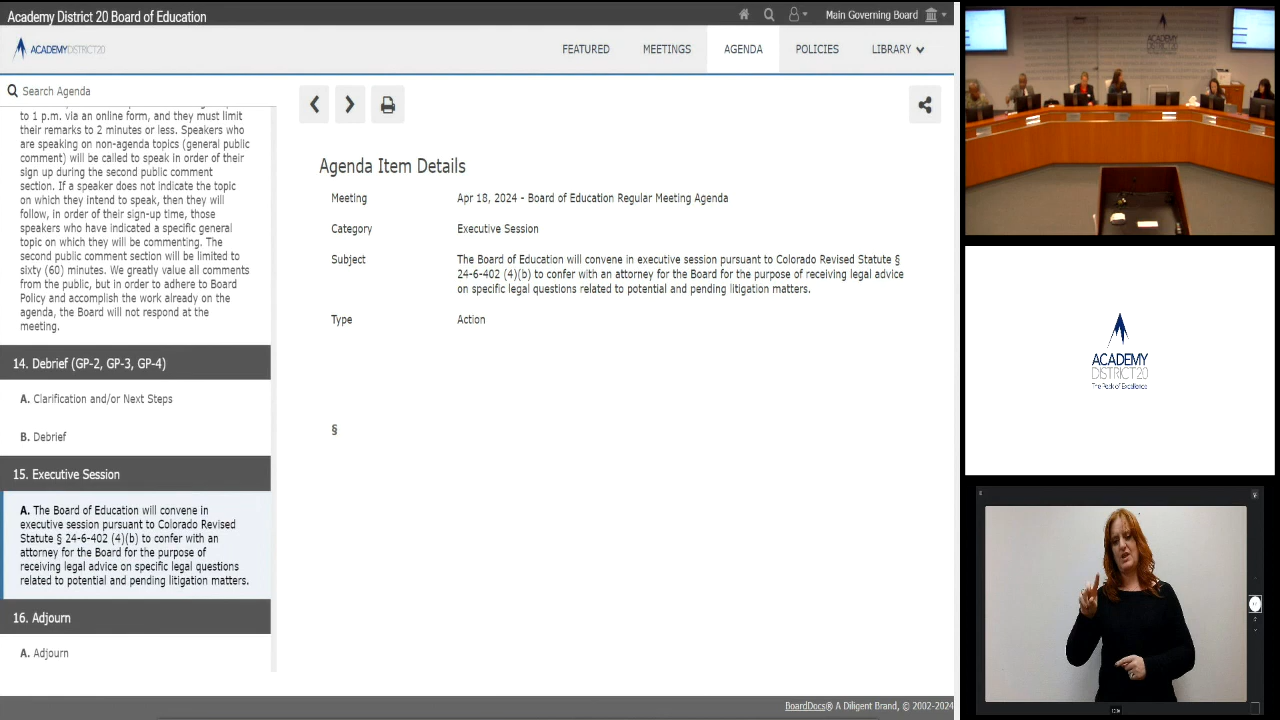 Academy District 20 Board of Education
Main Governing Board
ACADEMYDISTRICT20
FEATURED
MEETINGS
AGENDA
POLICIES
LIBRARY
Search Agenda
to 1 p.m. via an online form, and they must limit
their remarks to 2 minutes or less. Speakers who
are speaking on non-agenda topics (general public
comment) will be called to speak in order of their
sign up during the second public comment
section. If a speaker does not indicate the topic
on which they intend to speak, then they will
follow, in order of their sign-up time, those
speakers who have indicated a specific general
topic on which they will be commenting. The
second public comment section will be limited to
sixty (60) minutes. We greatly value all comments
from the public, but in order to adhere to Board
Policy and accomplish the work already on the
agenda, the Board will not respond at the
meeting.
14. Debrief (GP-2, GP-3, GP-4)
A. Clarification and/or Next Steps
B. Debrief
15. Executive Session
A. The Board of Education will convene in
executive session pursuant to Colorado Revised
Statute § 24-6-402 (4)(b) to confer with an
attorney for the Board for the purpose of
receiving legal advice on specific legal questions
related to potential and pending litigation matters.
16. Adjourn
A. Adjourn
Agenda Item Details
Meeting Apr 18, 2024 - Board of Education Regular Meeting Agenda
Category Executive Session
Subject The Board of Education will convene in executive session pursuant to Colorado Revised Statute §
24-6-402 (4)(b) to confer with an attorney for the Board for the purpose of receiving legal advice
on specific legal questions related to potential and pending litigation matters.
Type Action
§
BoardDocs® A Diligent Brand, © 2002-2024
ACADEMY
DISTRICT20
ACADEMY
DISTRICT20
The Peak of Excellence